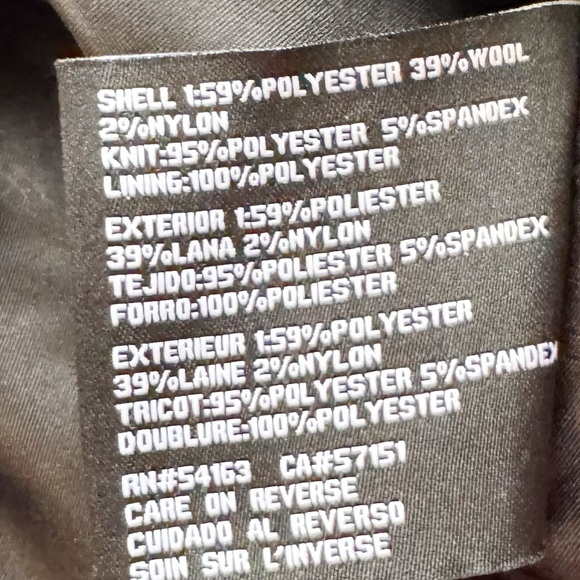 SHELL 1:59%POLYESTER 39%WOOL
2%NYLON
KNIT:95%POLYESTER 5%SPANDEX
LINING:100%POLYESTER
EXTERIOR 1:59%POLIESTER
39%LANA 2%NYLON
TEJIDO:95%POLIESTER 5%SPANDEX
FORRO:100%POLIESTER
EXTERIEUR 1:59%POLYESTER
39%LAINE 2%NYLON
TRICOT:95%POLYESTER 5%SPANDEX
DOUBLURE:100%POLYESTER
RN#54163 CA#57151
CARE ON REVERSE
CUIDADO AL REVERSO
SOIN SUR L'INVERSE